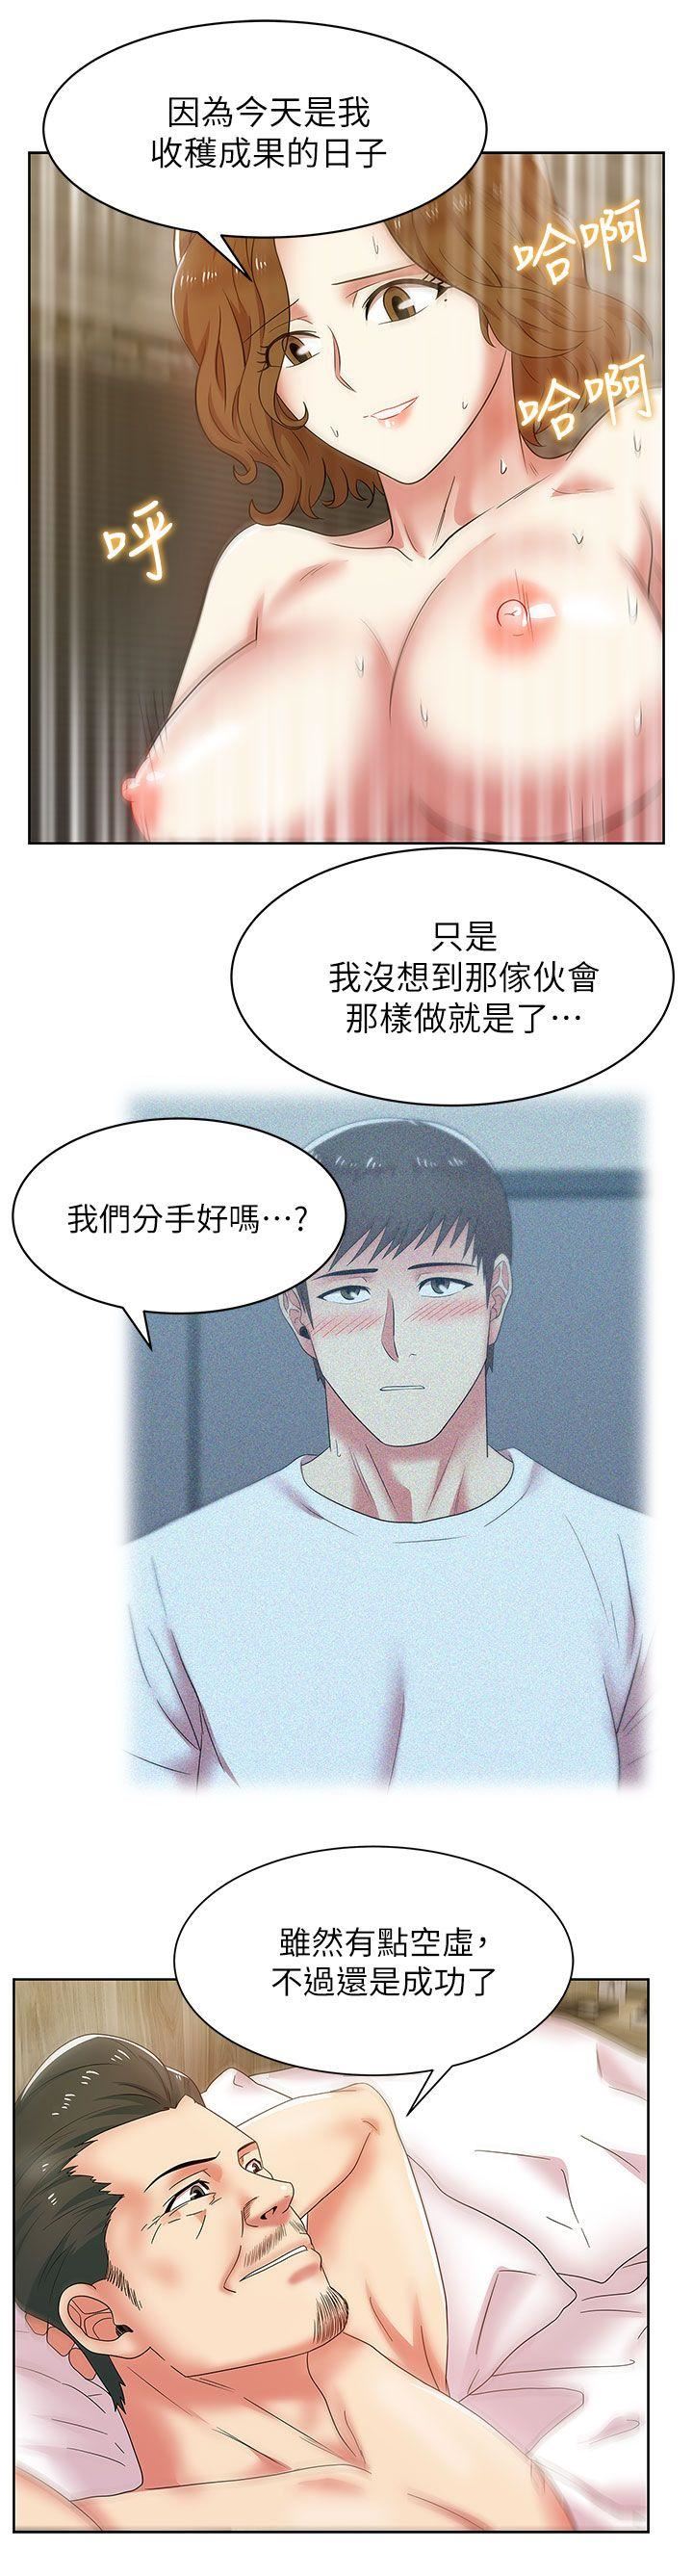 因為今天是我
收穫成果的日子
哈啊
哈啊
呼
只是
我沒想到那傢伙會
那樣做就是了…
我們分手好嗎…?
雖然有點空虛，
不過還是成功了